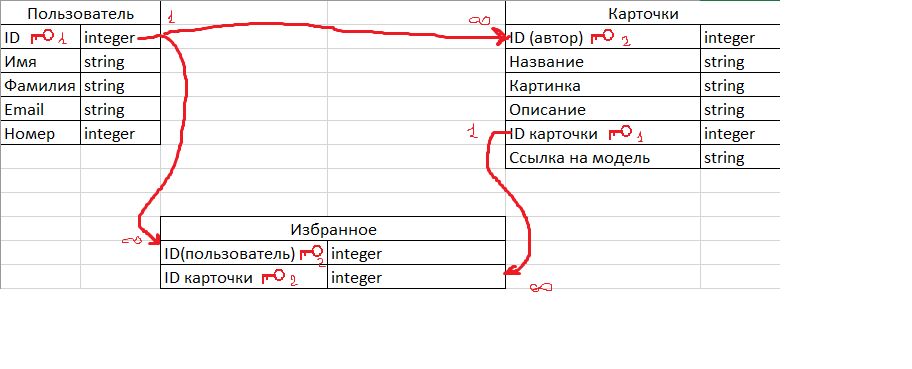 Пользователь
ID 1 integer
Имя string
Фамилия string
Email string
Номер integer
1 ∞
Карточки
ID (автор) 2 integer
Название string
Картинка string
Описание string
1 ID карточки 1 integer
Ссылка на модель string
Избранное
∞ ID(пользователь) 2 integer
ID карточки 2 integer
∞